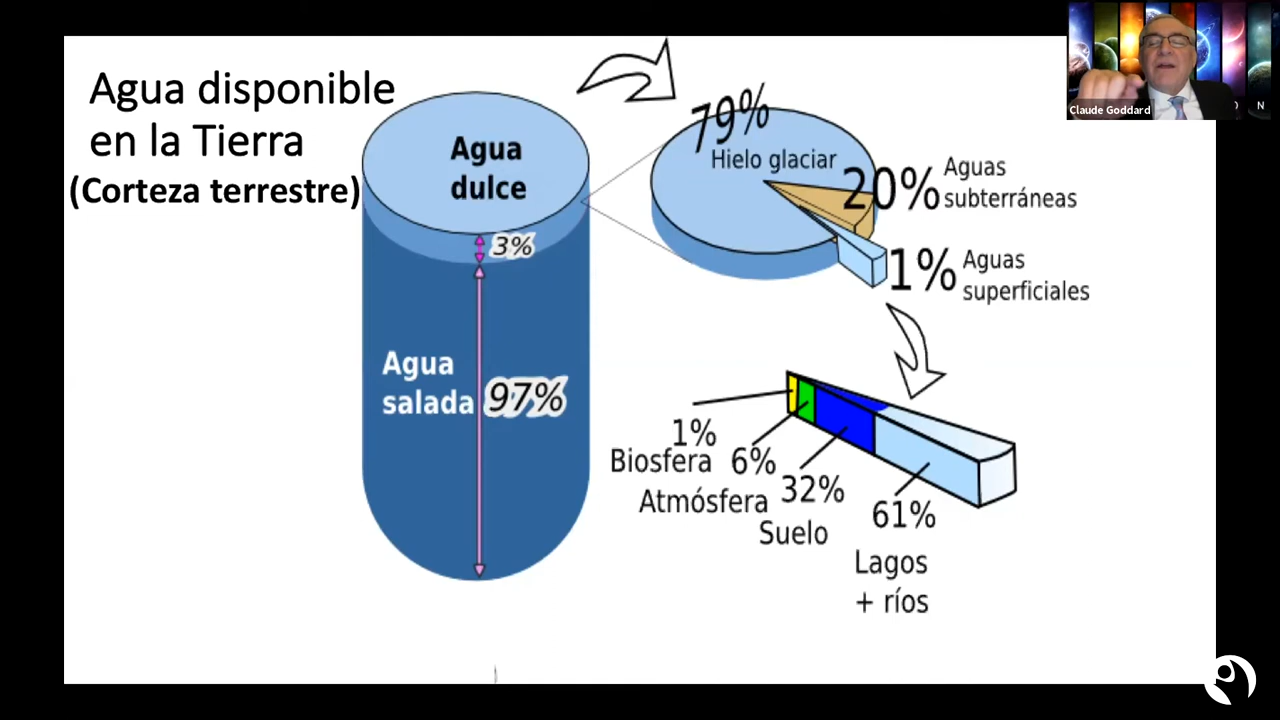 Agua disponible
en la Tierra
(Corteza terrestre)
Agua
dulce
3%
Agua
salada
97%
79%
Hielo glaciar
20%
Aguas
subterráneas
1%
Aguas
superficiales
1%
Biosfera
6%
Atmósfera
32%
Suelo
61%
Lagos
+ ríos
Claude Goddard
N